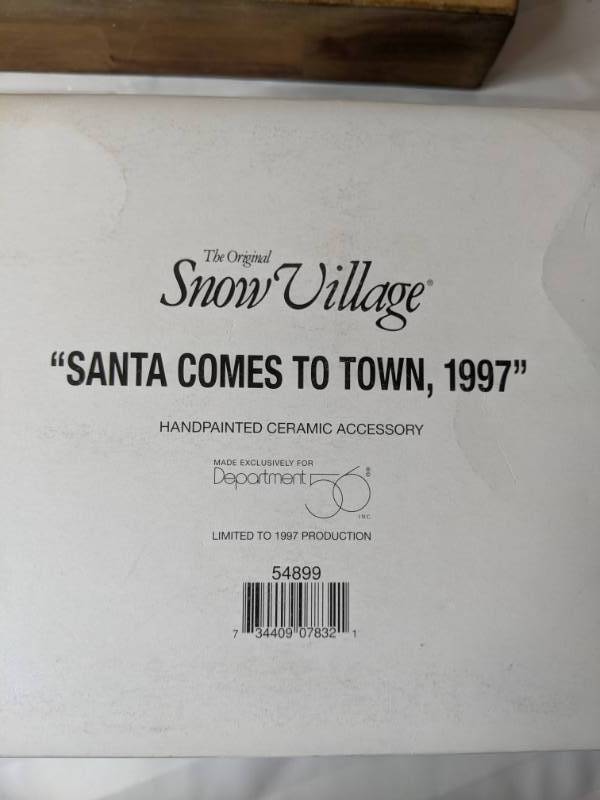 The Original
Snow Village®
“SANTA COMES TO TOWN, 1997”
HANDPAINTED CERAMIC ACCESSORY
MADE EXCLUSIVELY FOR
Department 56®
INC.
LIMITED TO 1997 PRODUCTION
54899
7 34409 07832 1